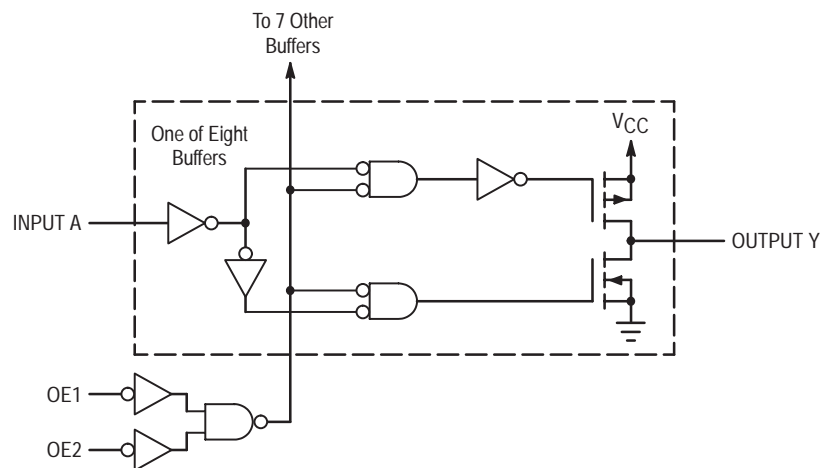 To 7 Other
Buffers
One of Eight
Buffers
VCC
INPUT A
OUTPUT Y
OE1
OE2